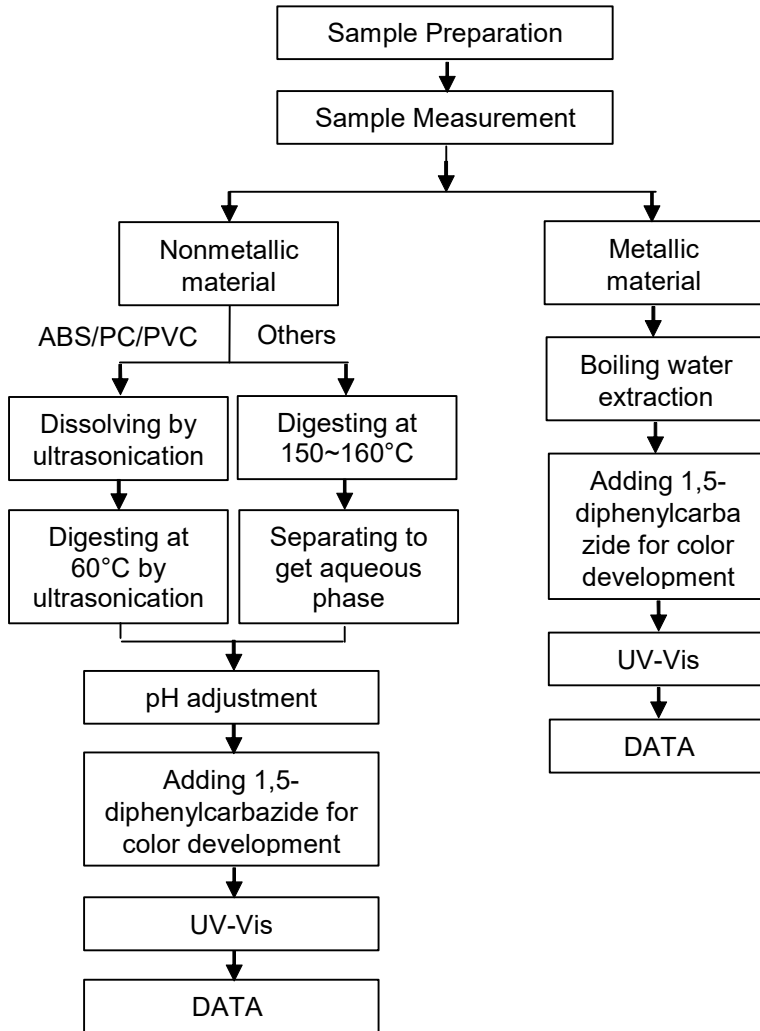 Sample Preparation
Sample Measurement
Nonmetallic
material
Metallic
material
ABS/PC/PVC
Others
Boiling water
extraction
Dissolving by
ultrasonication
Digesting at
150~160°C
Adding 1,5-
diphenylcarba
zide for color
development
Digesting at
60°C by
ultrasonication
Separating to
get aqueous
phase
UV-Vis
pH adjustment
DATA
Adding 1,5-
diphenylcarbazide for
color development
UV-Vis
DATA